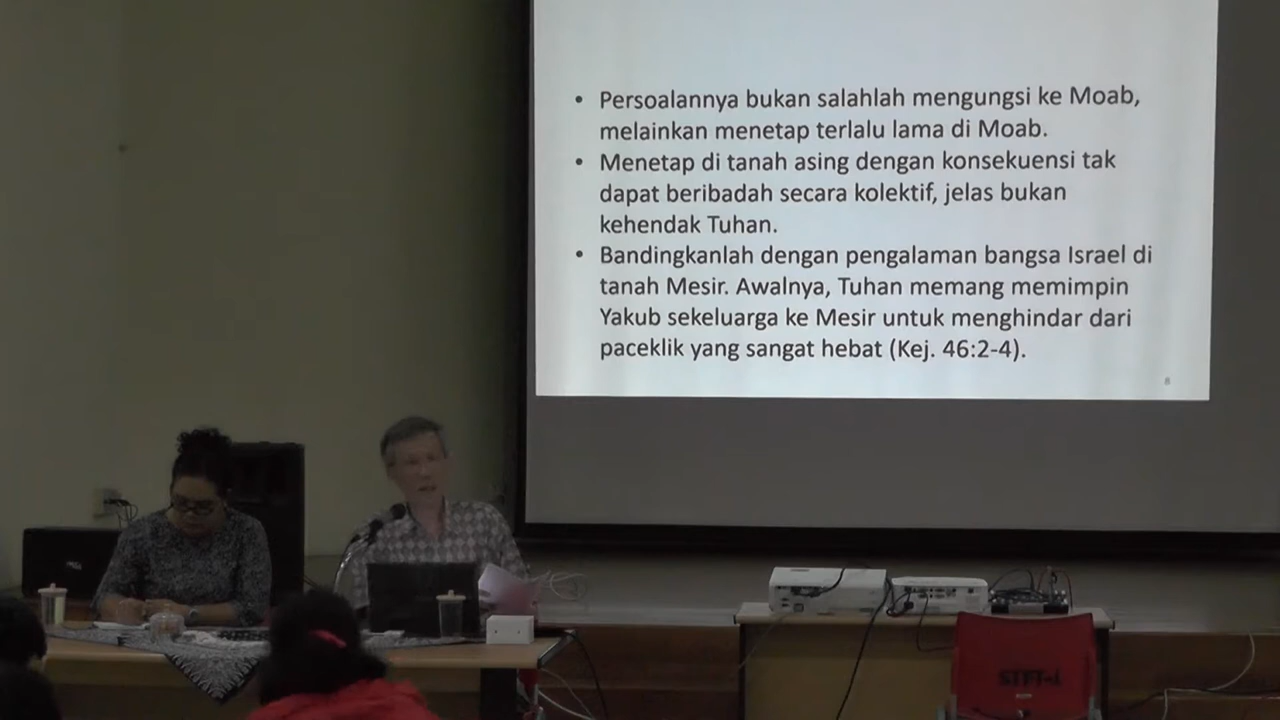 • Persoalannya bukan salahlah mengungsi ke Moab,
melainkan menetap terlalu lama di Moab.
• Menetap di tanah asing dengan konsekuensi tak
dapat beribadah secara kolektif, jelas bukan
kehendak Tuhan.
• Bandingkanlah dengan pengalaman bangsa Israel di
tanah Mesir. Awalnya, Tuhan memang memimpin
Yakub sekeluarga ke Mesir untuk menghindar dari
paceklik yang sangat hebat (Kej. 46:2-4).
8